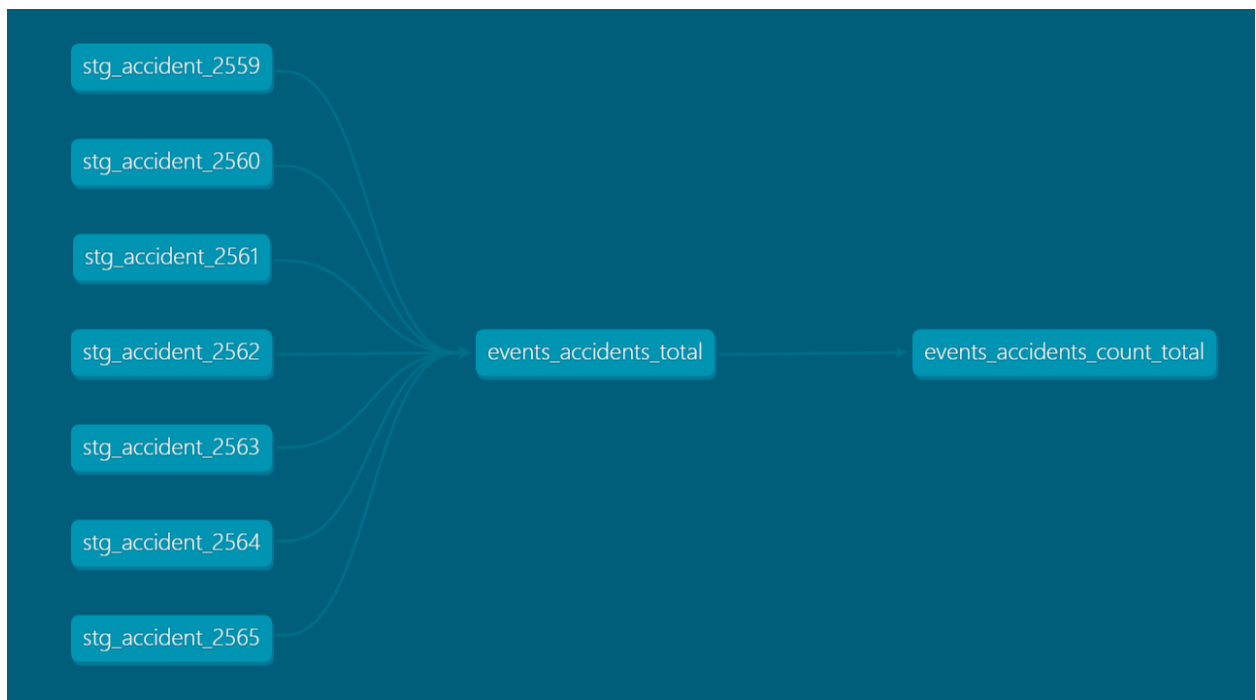 stg_accident_2559
stg_accident_2560
stg_accident_2561
stg_accident_2562
stg_accident_2563
stg_accident_2564
stg_accident_2565
events_accidents_total
events_accidents_count_total